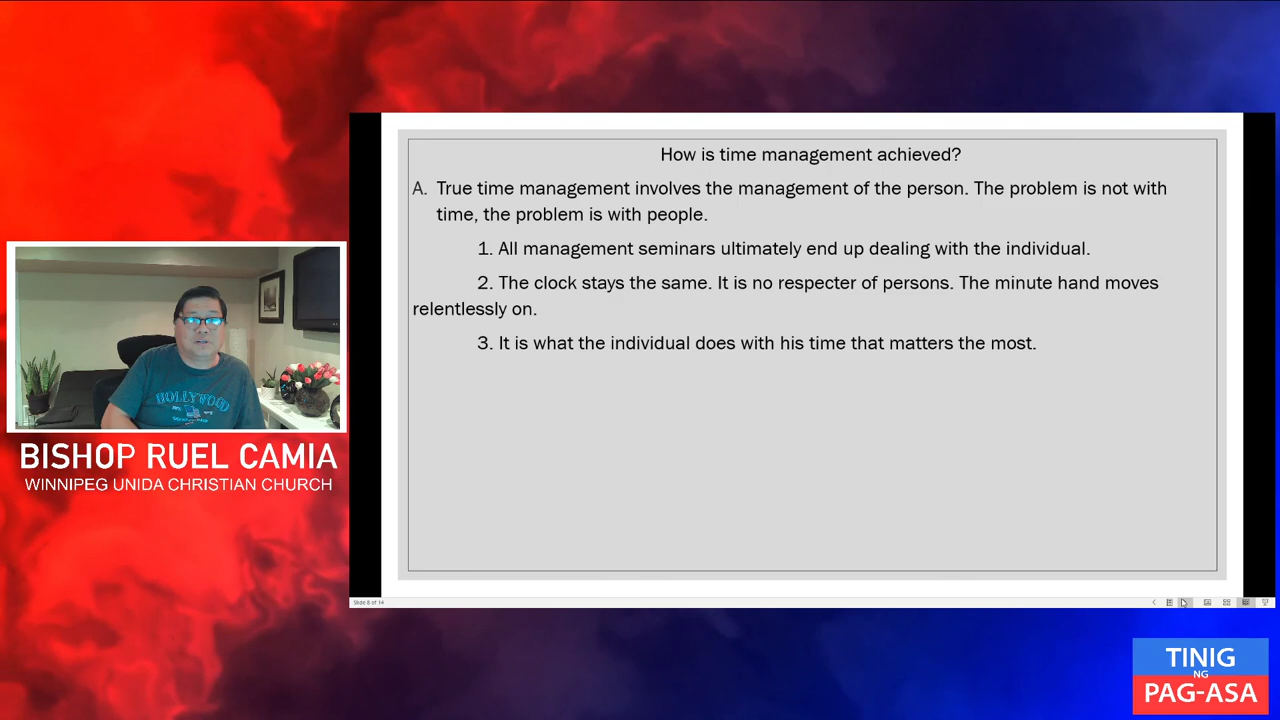 How is time management achieved?
A. True time management involves the management of the person. The problem is not with
time, the problem is with people.
1. All management seminars ultimately end up dealing with the individual.
2. The clock stays the same. It is no respecter of persons. The minute hand moves
relentlessly on.
3. It is what the individual does with his time that matters the most.
HOLLYWOOD
BISHOP RUEL CAMIA
WINNIPEG UNIDA CHRISTIAN CHURCH
Slide 8 of 14
TINIG
NG
PAG-ASA